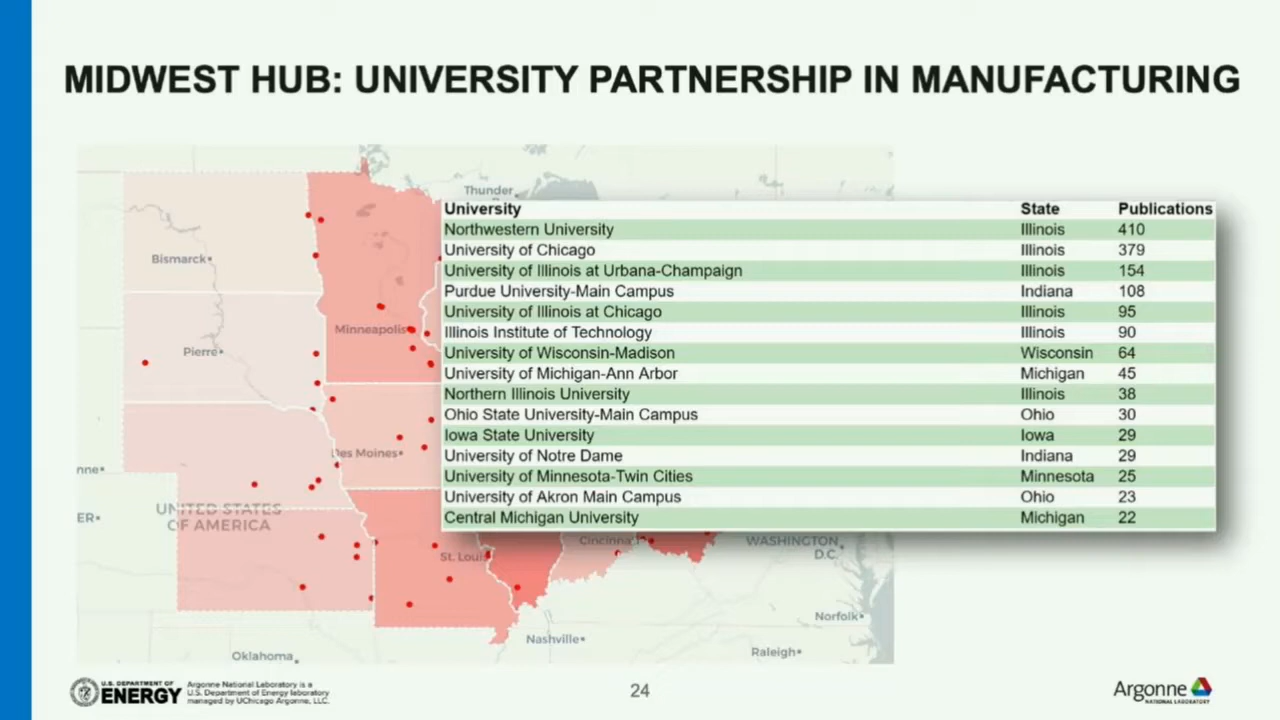 MIDWEST HUB: UNIVERSITY PARTNERSHIP IN MANUFACTURING
Thunder
University State Publications
Northwestern University Illinois 410
University of Chicago Illinois 379
University of Illinois at Urbana-Champaign Illinois 154
Purdue University-Main Campus Indiana 108
University of Illinois at Chicago Illinois 95
Illinois Institute of Technology Illinois 90
University of Wisconsin-Madison Wisconsin 64
University of Michigan-Ann Arbor Michigan 45
Northern Illinois University Illinois 38
Ohio State University-Main Campus Ohio 30
Iowa State University Iowa 29
University of Notre Dame Indiana 29
University of Minnesota-Twin Cities Minnesota 25
University of Akron Main Campus Ohio 23
Central Michigan University Michigan 22
Bismarck
Minneapolis
Pierre
Des Moines
nne
UNITED STATES
OF AMERICA
ER
Cincinna
WASHINGTON
D.C.
St. Louis
Norfolk
Nashville
Raleigh
Oklahoma
U.S. DEPARTMENT OF
ENERGY
Argonne National Laboratory is a
U.S. Department of Energy laboratory
managed by UChicago Argonne, LLC.
24
Argonne
NATIONAL LABORATORY